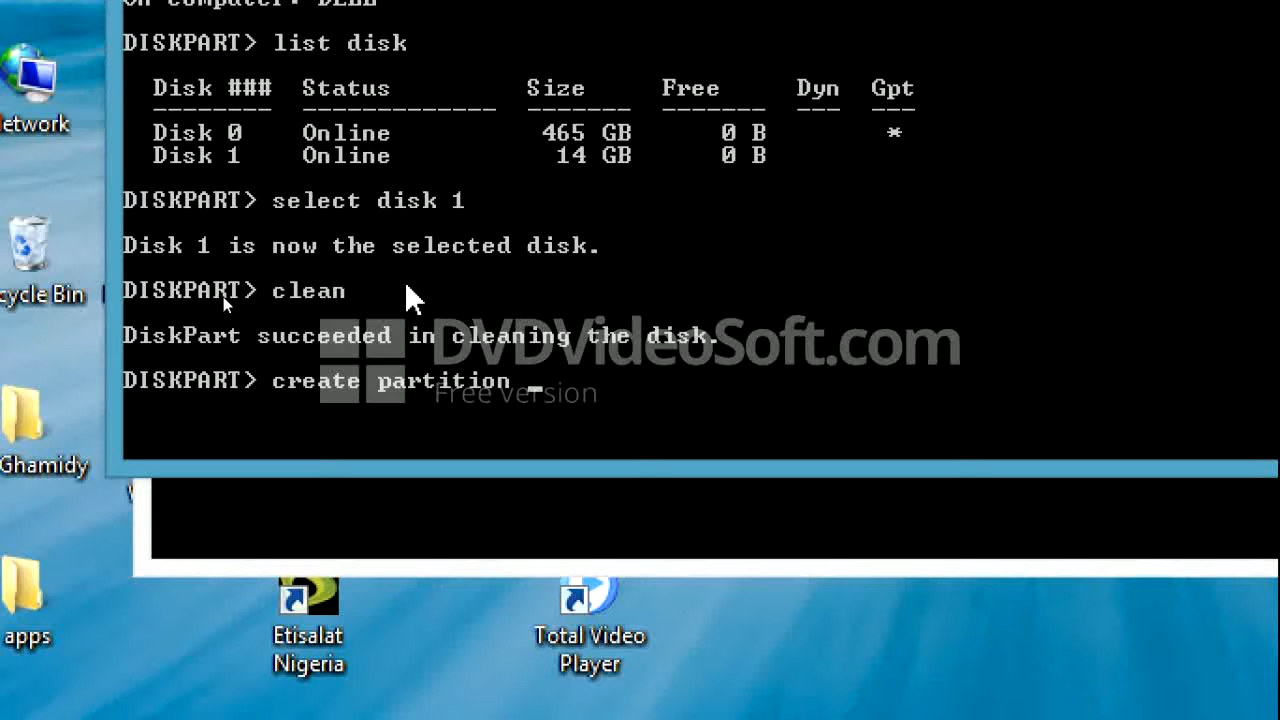 On computer: DELL
DISKPART> list disk
Disk ### Status Size Free Dyn Gpt
-------- ------------- ------- ------- --- ---
Disk 0 Online 465 GB 0 B *
Disk 1 Online 14 GB 0 B
DISKPART> select disk 1
Disk 1 is now the selected disk.
DISKPART> clean
DiskPart succeeded in cleaning the disk.
DISKPART> create partition _
DVDVideoSoft.com
Free version
etwork
cycle Bin
Ghamidy
apps
Etisalat
Nigeria
Total Video
Player